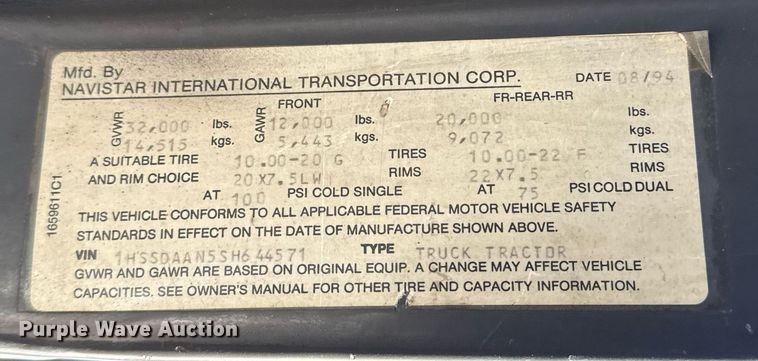 Mfd. By
NAVISTAR INTERNATIONAL TRANSPORTATION CORP. DATE 08/94
FRONT FR-REAR-RR
GVWR 32,000 lbs. GAWR 12,000 lbs. 20,000 lbs.
14,515 kgs. 5,443 kgs. 9,072 kgs.
A SUITABLE TIRE 10.00-20 G TIRES 10.00-22 F TIRES
AND RIM CHOICE 20X7.5LW RIMS 22X7.5 RIMS
AT 100 PSI COLD SINGLE AT 75 PSI COLD DUAL
THIS VEHICLE CONFORMS TO ALL APPLICABLE FEDERAL MOTOR VEHICLE SAFETY
STANDARDS IN EFFECT ON THE DATE OF MANUFACTURE SHOWN ABOVE.
VIN 1HSSDAAN5SH644571 TYPE TRUCK TRACTOR
GVWR AND GAWR ARE BASED ON ORIGINAL EQUIP. A CHANGE MAY AFFECT VEHICLE
CAPACITIES. SEE OWNER'S MANUAL FOR OTHER TIRE AND CAPACITY INFORMATION.
1659611C1
Purple Wave Auction